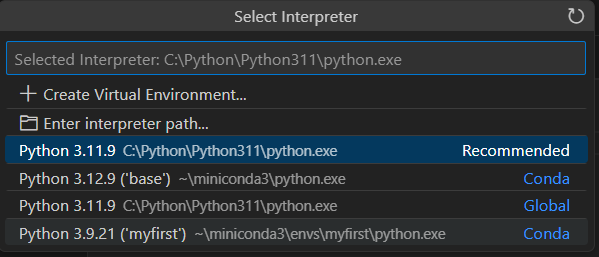 Select Interpreter
Selected Interpreter: C:\Python\Python311\python.exe
Create Virtual Environment...
Enter interpreter path...
Python 3.11.9 C:\Python\Python311\python.exe Recommended
Python 3.12.9 ('base') ~\miniconda3\python.exe Conda
Python 3.11.9 C:\Python\Python311\python.exe Global
Python 3.9.21 ('myfirst') ~\miniconda3\envs\myfirst\python.exe Conda